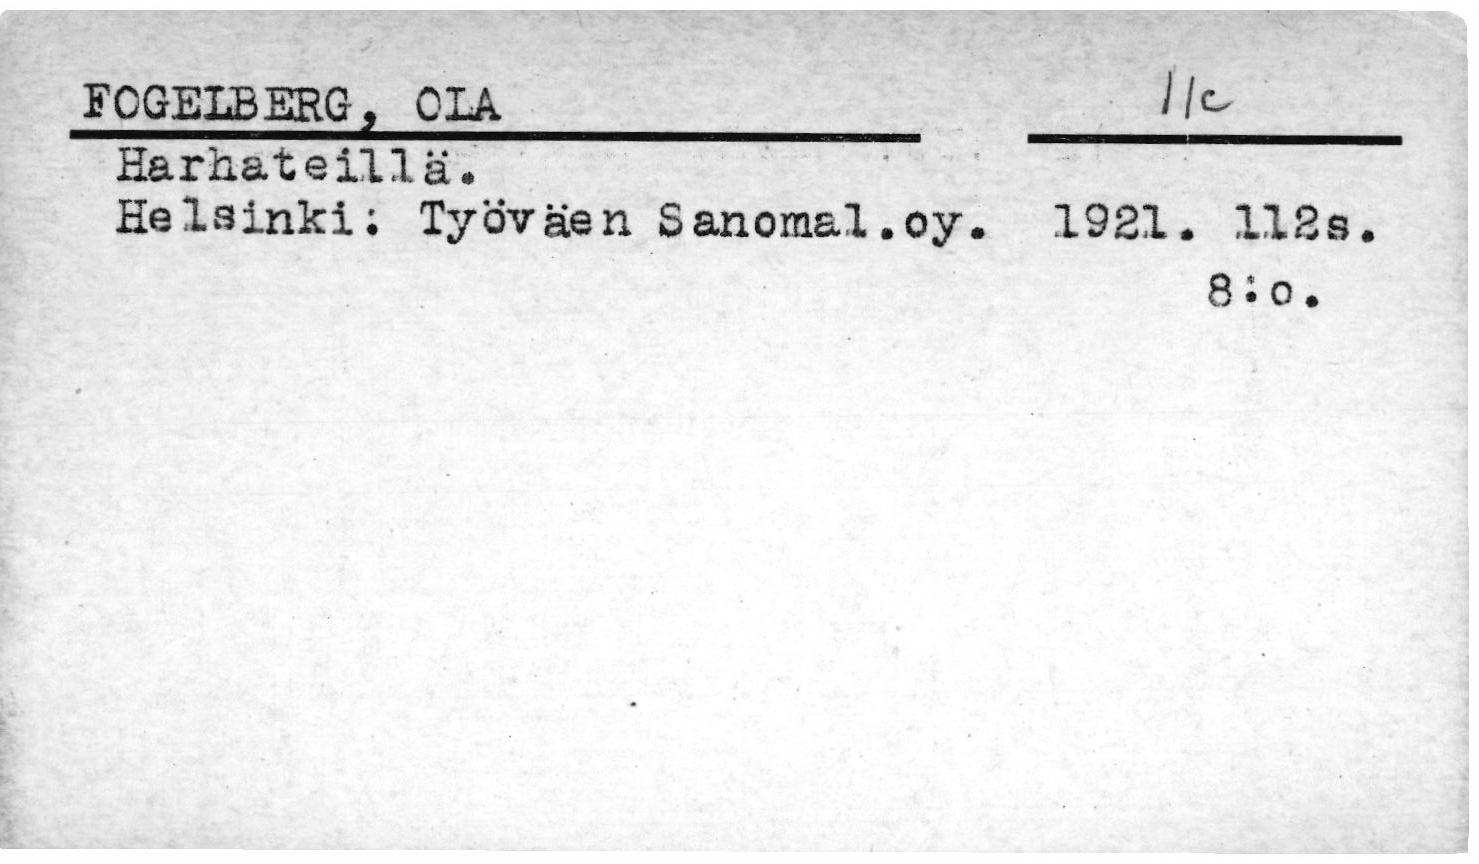 FOGELBERG, OLA 11c
Harhateillä.
Helsinki: Työväen Sanomal.oy. 1921. 112s.
8:o.